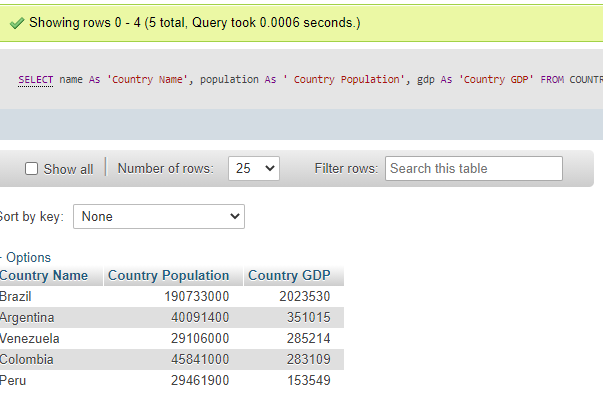 Showing rows 0 - 4 (5 total, Query took 0.0006 seconds.)
SELECT name As 'Country Name', population As ' Country Population', gdp As 'Country GDP' FROM COUNTR
Show all Number of rows: 25 Filter rows: Search this table
Sort by key: None
+ Options
Country Name Country Population Country GDP
Brazil 190733000 2023530
Argentina 40091400 351015
Venezuela 29106000 285214
Colombia 45841000 283109
Peru 29461900 153549